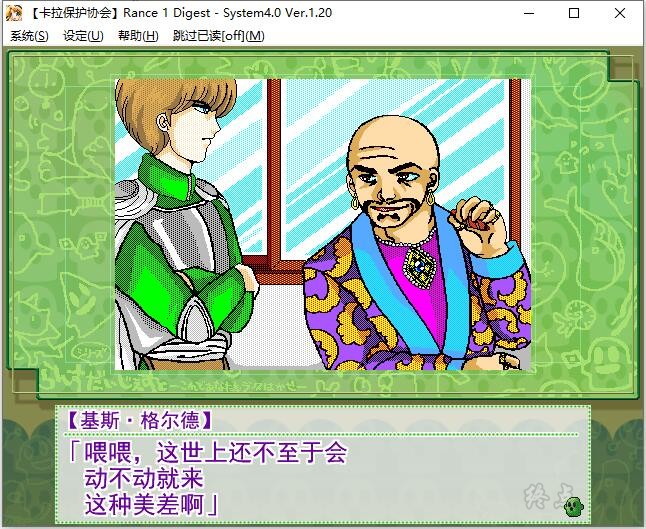 【卡拉保护协会】Rance 1 Digest - System4.0 Ver.1.20
系统(S) 设定(U) 帮助(H) 跳过已读[off](M)
【基斯·格尔德】
「喂喂，这世上还不至于会
动不动就来
这种美差啊」
终点